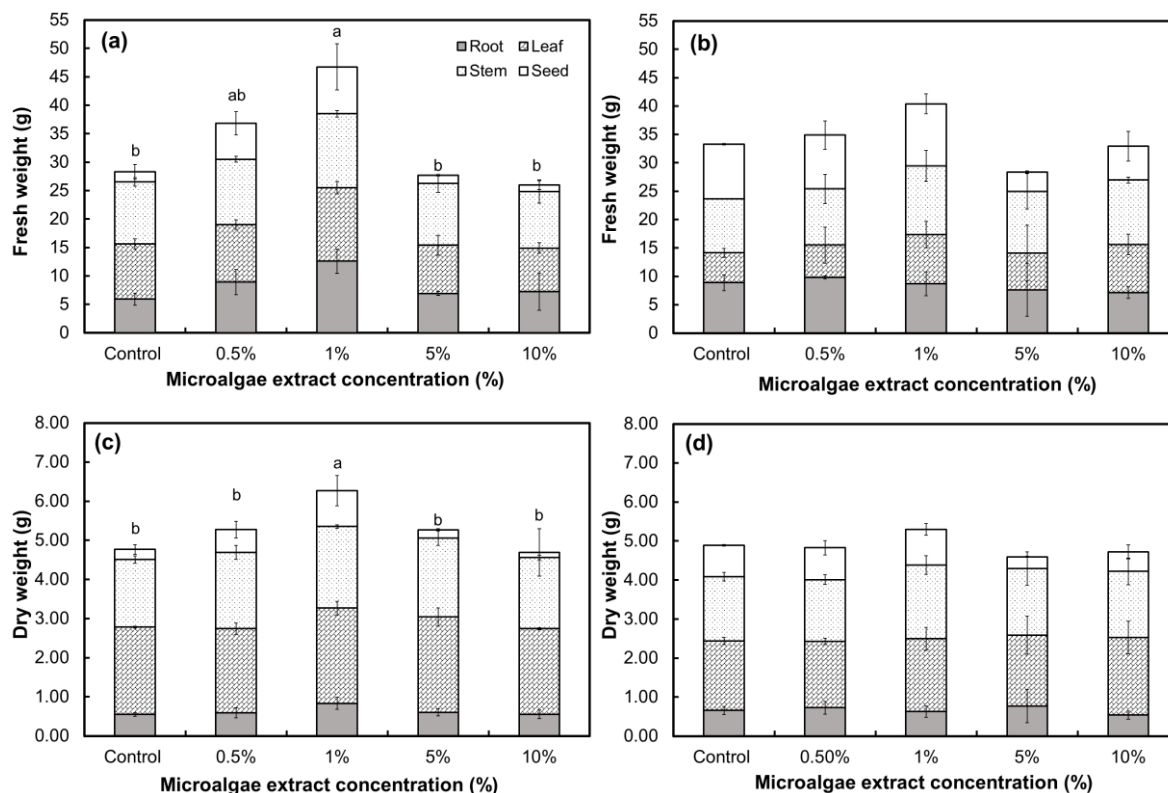 (a)
a
Root Leaf
Stem Seed
ab
b
b
b
55
50
45
40
35
30
25
20
15
10
5
0
Fresh weight (g)
Control 0.5% 1% 5% 10%
Microalgae extract concentration (%)
(b)
55
50
45
40
35
30
25
20
15
10
5
0
Fresh weight (g)
Control 0.5% 1% 5% 10%
Microalgae extract concentration (%)
(c)
a
b
b
b
b
8.00
7.00
6.00
5.00
4.00
3.00
2.00
1.00
0.00
Dry weight (g)
Control 0.5% 1% 5% 10%
Microalgae extract concentration (%)
(d)
8.00
7.00
6.00
5.00
4.00
3.00
2.00
1.00
0.00
Dry weight (g)
Control 0.50% 1% 5% 10%
Microalgae extract concentration (%)